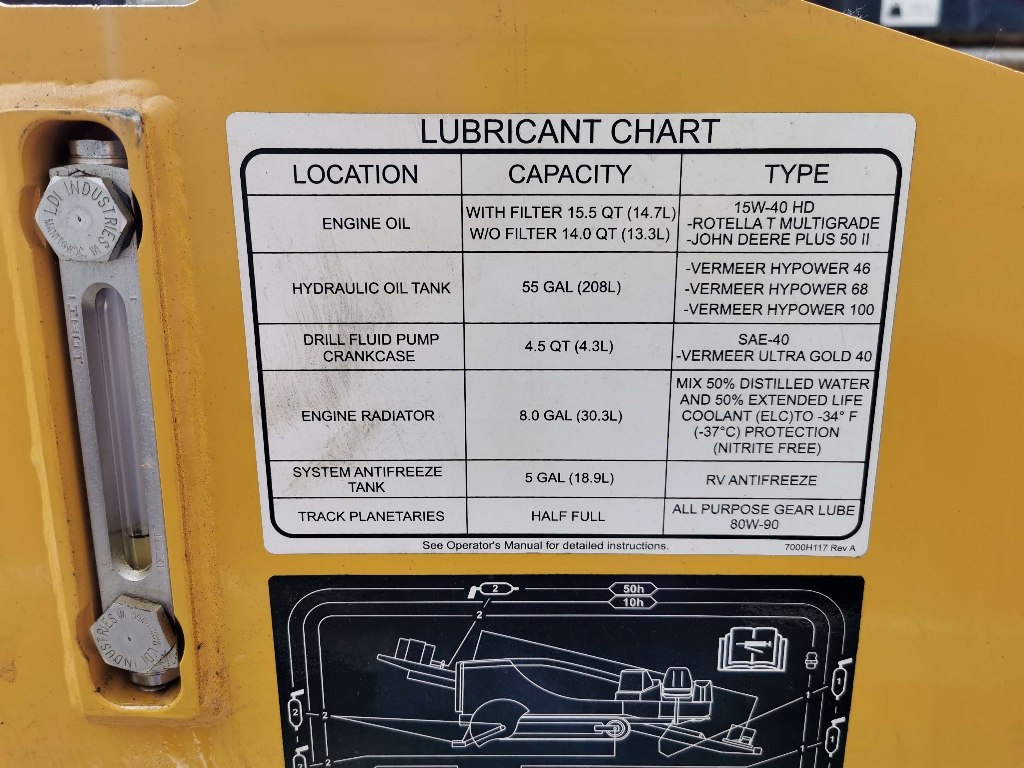 LUBRICANT CHART
LOCATION CAPACITY TYPE
ENGINE OIL
WITH FILTER 15.5 QT (14.7L)
W/O FILTER 14.0 QT (13.3L)
15W-40 HD
-ROTELLA T MULTIGRADE
-JOHN DEERE PLUS 50 II
HYDRAULIC OIL TANK
55 GAL (208L)
-VERMEER HYPOWER 46
-VERMEER HYPOWER 68
-VERMEER HYPOWER 100
DRILL FLUID PUMP
CRANKCASE
4.5 QT (4.3L)
SAE-40
-VERMEER ULTRA GOLD 40
ENGINE RADIATOR
8.0 GAL (30.3L)
MIX 50% DISTILLED WATER
AND 50% EXTENDED LIFE
COOLANT (ELC)TO -34° F
(-37°C) PROTECTION
(NITRITE FREE)
SYSTEM ANTIFREEZE
TANK
5 GAL (18.9L)
RV ANTIFREEZE
TRACK PLANETARIES
HALF FULL
ALL PURPOSE GEAR LUBE
80W-90
See Operator's Manual for detailed instructions.
7000H117 Rev A
LDI INDUSTRIES
LDI INDUSTRIES
2
50h
10h
2
1
1
1
1
2
2
2
2
2